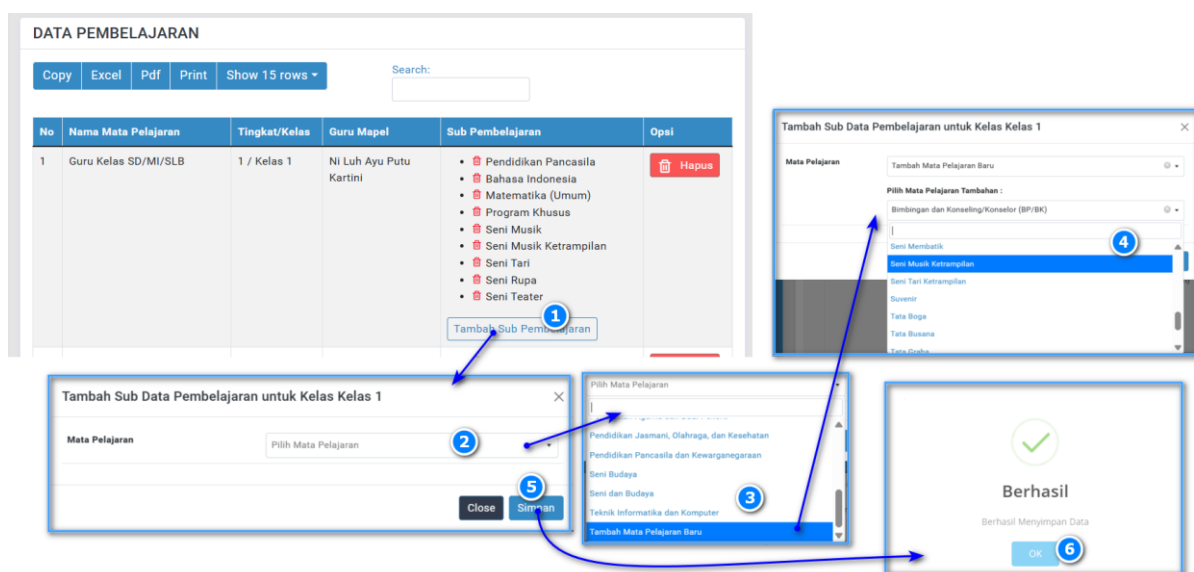 DATA PEMBELAJARAN
Copy Excel Pdf Print Show 15 rows
Search:
No Nama Mata Pelajaran Tingkat/Kelas Guru Mapel Sub Pembelajaran Opsi
1 Guru Kelas SD/MI/SLB 1 / Kelas 1 Ni Luh Ayu Putu Kartini
Pendidikan Pancasila
Bahasa Indonesia
Matematika (Umum)
Program Khusus
Seni Musik
Seni Musik Ketrampilan
Seni Tari
Seni Rupa
Seni Teater
Hapus
1
Tambah Sub Pembelajaran
Tambah Sub Data Pembelajaran untuk Kelas Kelas 1
Mata Pelajaran
Pilih Mata Pelajaran
2
5
Close Simpan
Pilih Mata Pelajaran
Pendidikan Jasmani, Olahraga, dan Kesehatan
Pendidikan Pancasila dan Kewarganegaraan
Seni Budaya
Seni dan Budaya
3
Teknik Informatika dan Komputer
Tambah Mata Pelajaran Baru
Tambah Sub Data Pembelajaran untuk Kelas Kelas 1
Mata Pelajaran
Tambah Mata Pelajaran Baru
Pilih Mata Pelajaran Tambahan :
Bimbingan dan Konseling/Konselor (BP/BK)
4
Seni Membatik
Seni Musik Ketrampilan
Seni Tari Ketrampilan
Suvenir
Tata Boga
Tata Busana
Tata Graha
Berhasil
Berhasil Menyimpan Data
OK
6